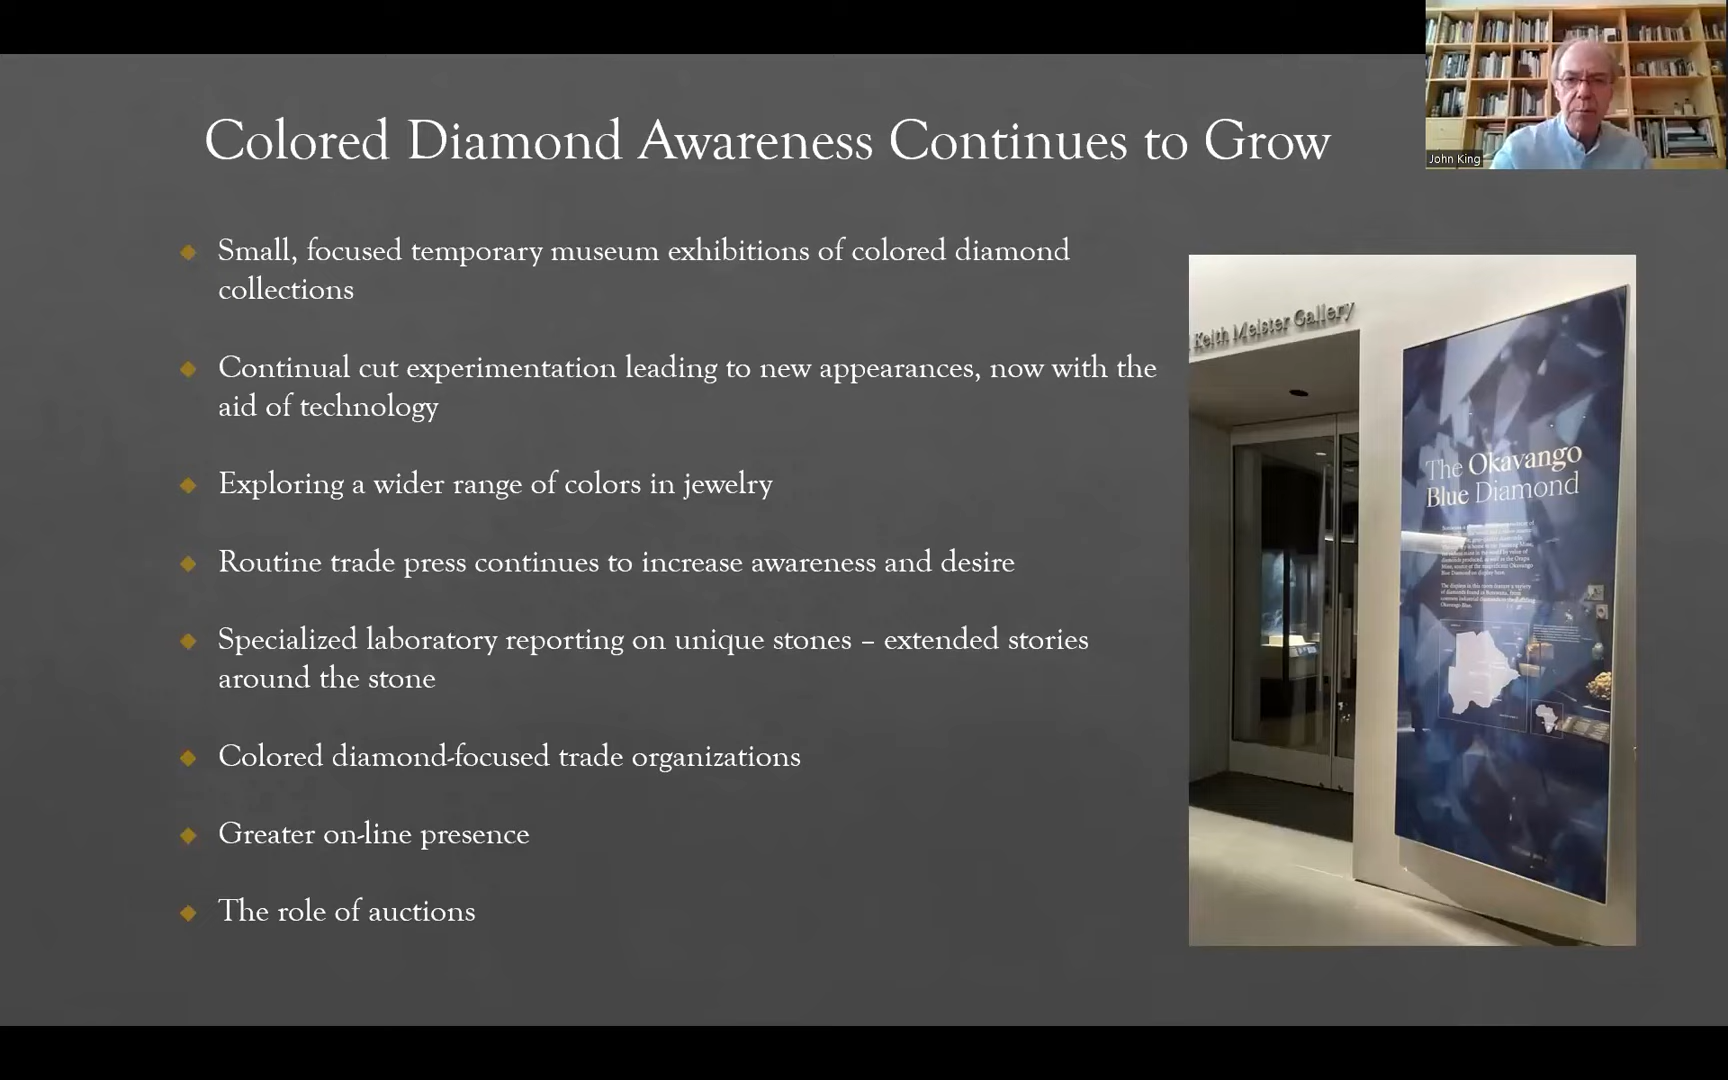 Colored Diamond Awareness Continues to Grow
John King
Small, focused temporary museum exhibitions of colored diamond
collections
Continual cut experimentation leading to new appearances, now with the
aid of technology
Exploring a wider range of colors in jewelry
Routine trade press continues to increase awareness and desire
Specialized laboratory reporting on unique stones – extended stories
around the stone
Colored diamond-focused trade organizations
Greater on-line presence
The role of auctions
Keith Meister Gallery
The Okavango
Blue Diamond